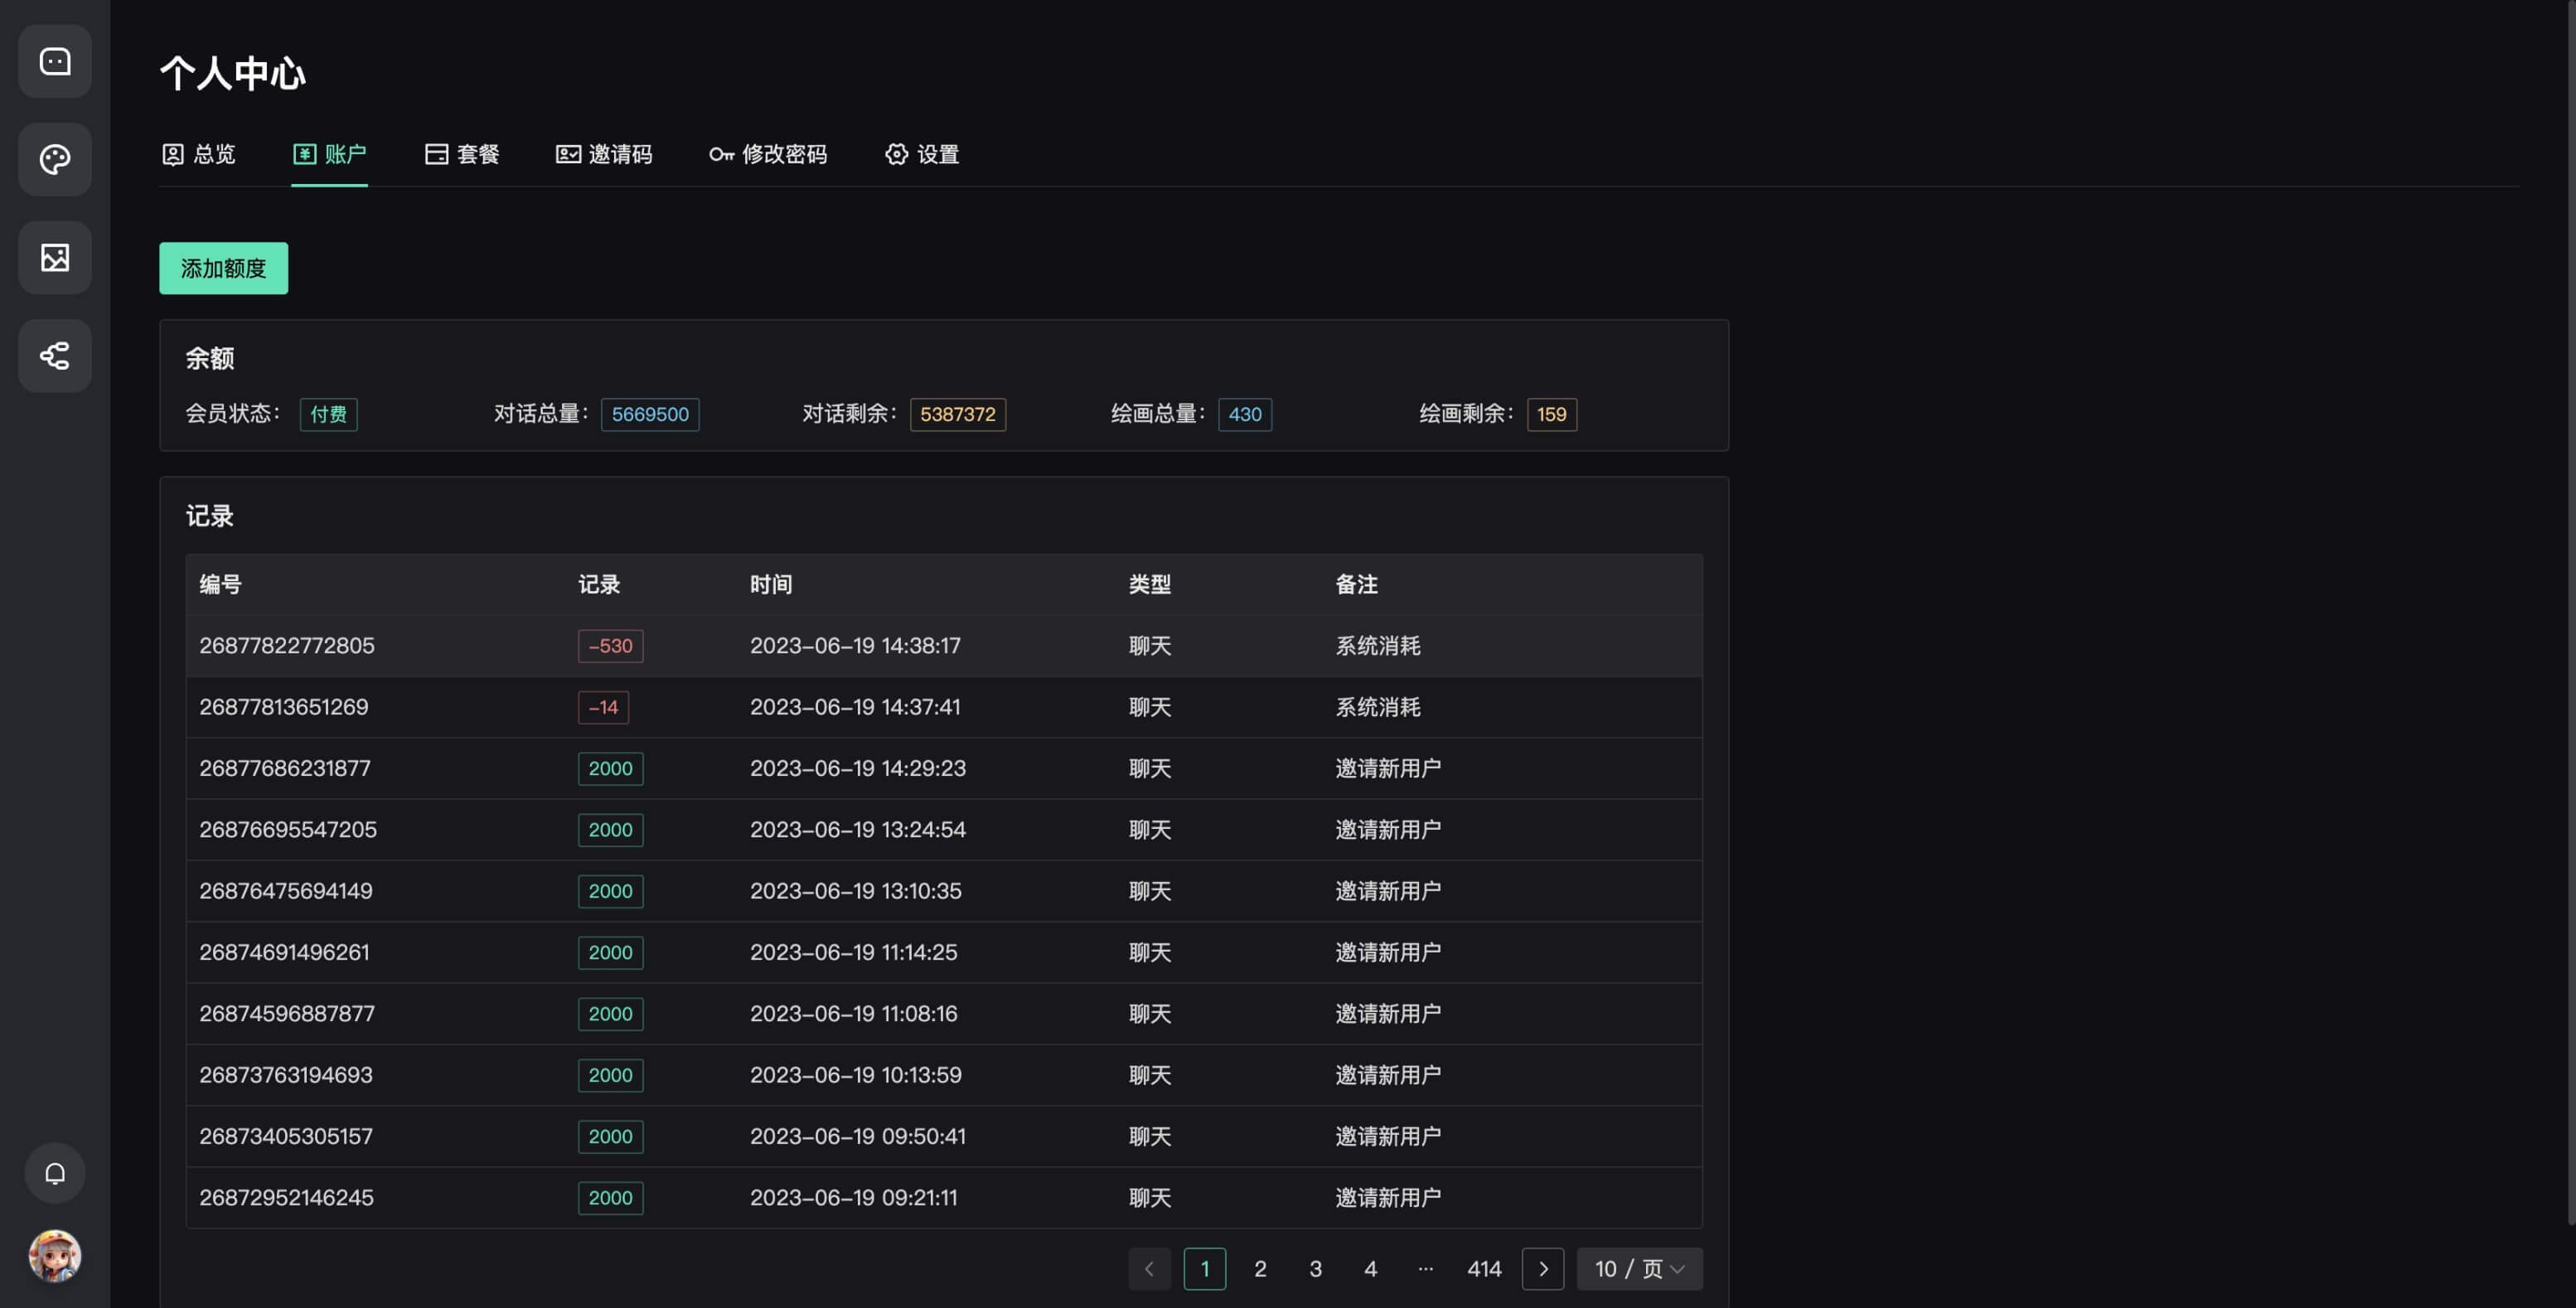 个人中心
总览 账户 套餐 邀请码 修改密码 设置
添加额度
余额
会员状态： 付费 对话总量： 5669500 对话剩余： 5387372 绘画总量： 430 绘画剩余： 159
记录
编号 记录 时间 类型 备注
26877822772805 -530 2023-06-19 14:38:17 聊天 系统消耗
26877813651269 -14 2023-06-19 14:37:41 聊天 系统消耗
26877686231877 2000 2023-06-19 14:29:23 聊天 邀请新用户
26876695547205 2000 2023-06-19 13:24:54 聊天 邀请新用户
26876475694149 2000 2023-06-19 13:10:35 聊天 邀请新用户
26874691496261 2000 2023-06-19 11:14:25 聊天 邀请新用户
26874596887877 2000 2023-06-19 11:08:16 聊天 邀请新用户
26873763194693 2000 2023-06-19 10:13:59 聊天 邀请新用户
26873405305157 2000 2023-06-19 09:50:41 聊天 邀请新用户
26872952146245 2000 2023-06-19 09:21:11 聊天 邀请新用户
1 2 3 4 ··· 414 10 / 页